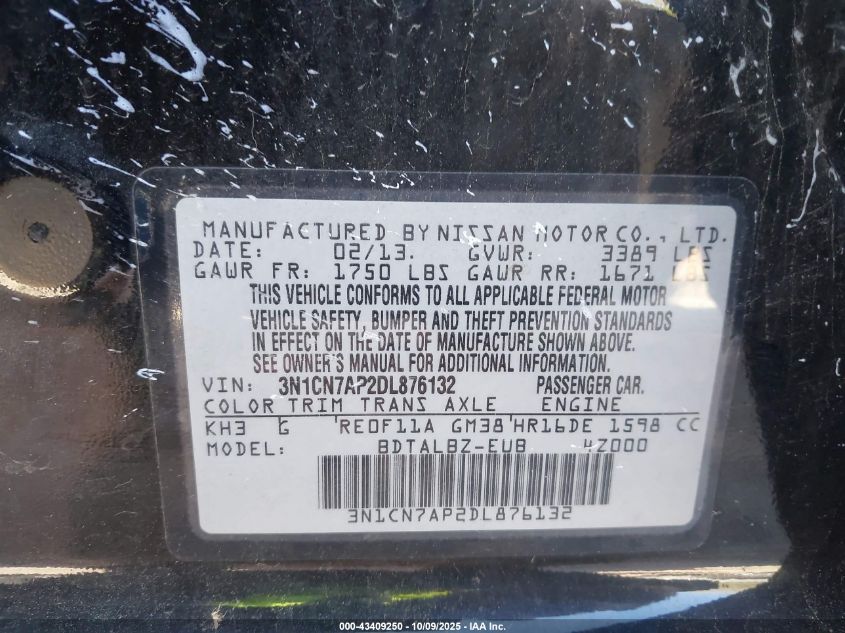 MANUFACTURED BY NISSAN MOTOR CO., LTD.
DATE: 02/13. GVWR: 3389 LBS
GAWR FR: 1750 LBS GAWR RR: 1671 LBS
THIS VEHICLE CONFORMS TO ALL APPLICABLE FEDERAL MOTOR
VEHICLE SAFETY, BUMPER AND THEFT PREVENTION STANDARDS
IN EFFECT ON THE DATE OF MANUFACTURE SHOWN ABOVE.
SEE OWNER'S MANUAL FOR ADDITIONAL INFORMATION.
VIN: 3N1CN7AP2DL876132 PASSENGER CAR.
COLOR TRIM TRANS AXLE ENGINE
KH3 G RE0F11A GM38 HR16DE 1598 CC
MODEL: BDTALBZ-EUB 4Z000
3N1CN7AP2DL876132
000-43409250 - 10/09/2025 - IAA, Inc.